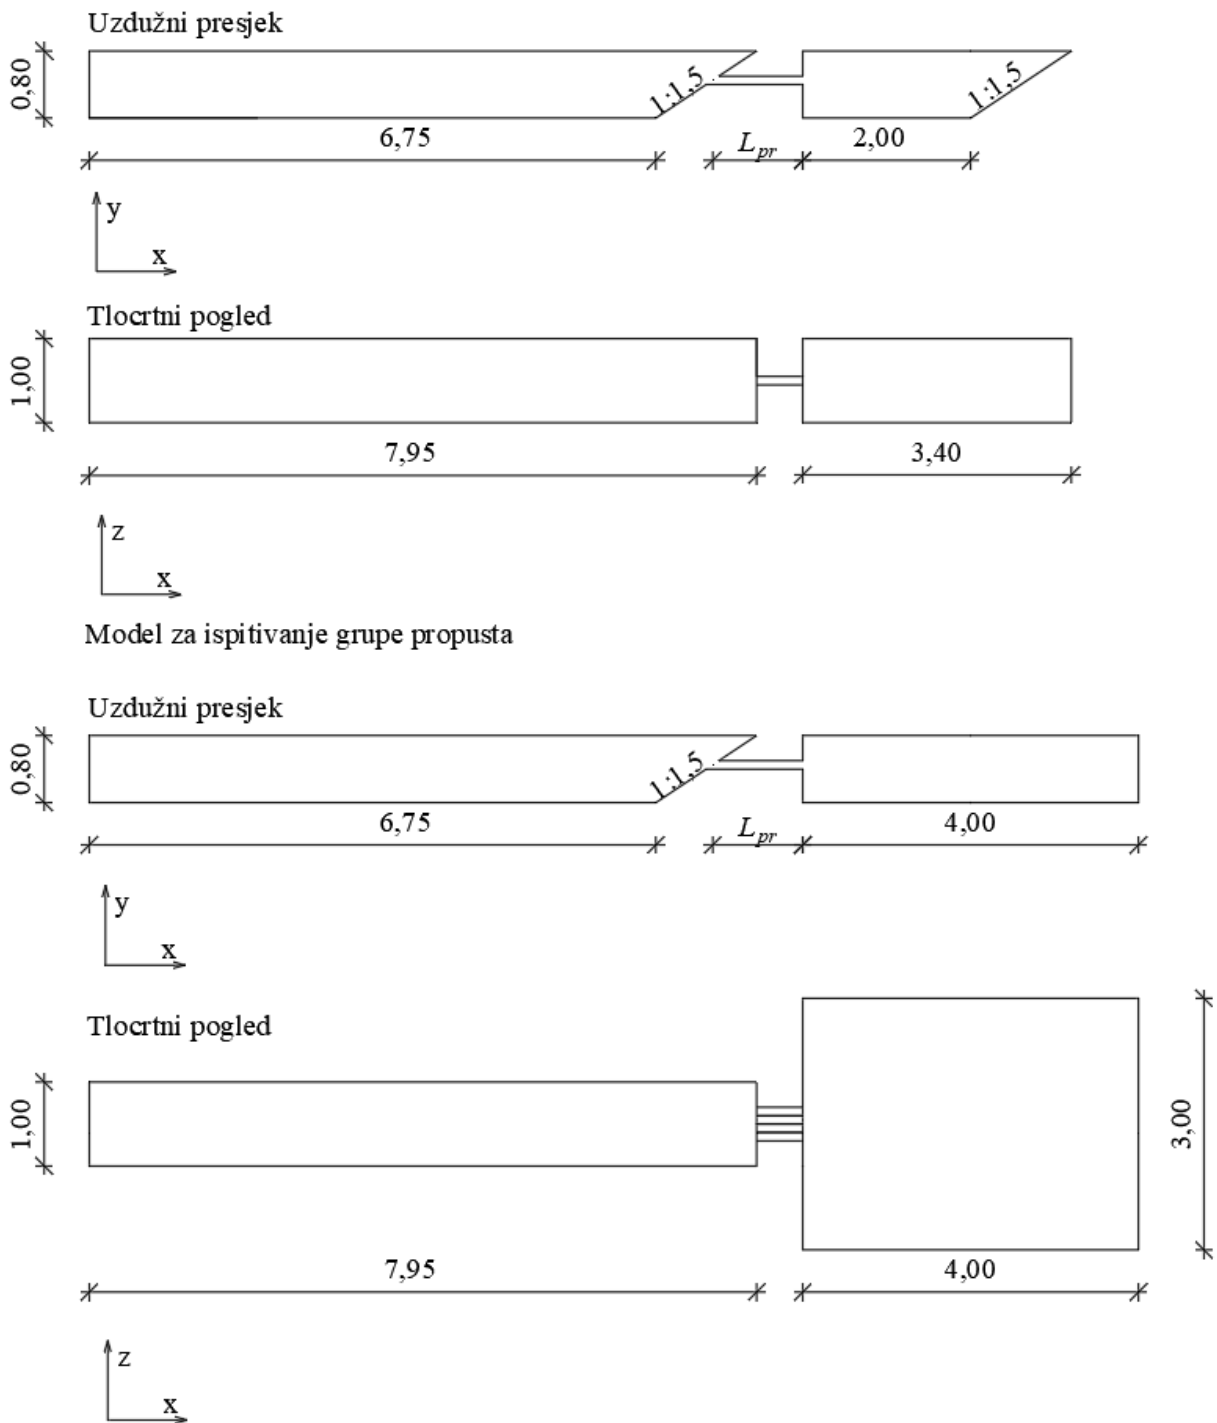 Uzdužni presjek
0,80
1:1,5
1:1,5
6,75
L_pr
2,00
y
x
Tlocrtni pogled
1,00
7,95
3,40
z
x
Model za ispitivanje grupe propusta
Uzdužni presjek
0,80
1:1,5
6,75
L_pr
4,00
y
x
Tlocrtni pogled
1,00
3,00
7,95
4,00
z
x